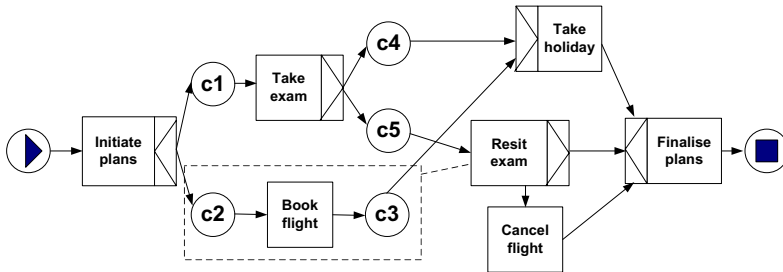 c4
Take
holiday
c1
Take
exam
Initiate
plans
c5
Resit
exam
Finalise
plans
c2
Book
flight
c3
Cancel
flight